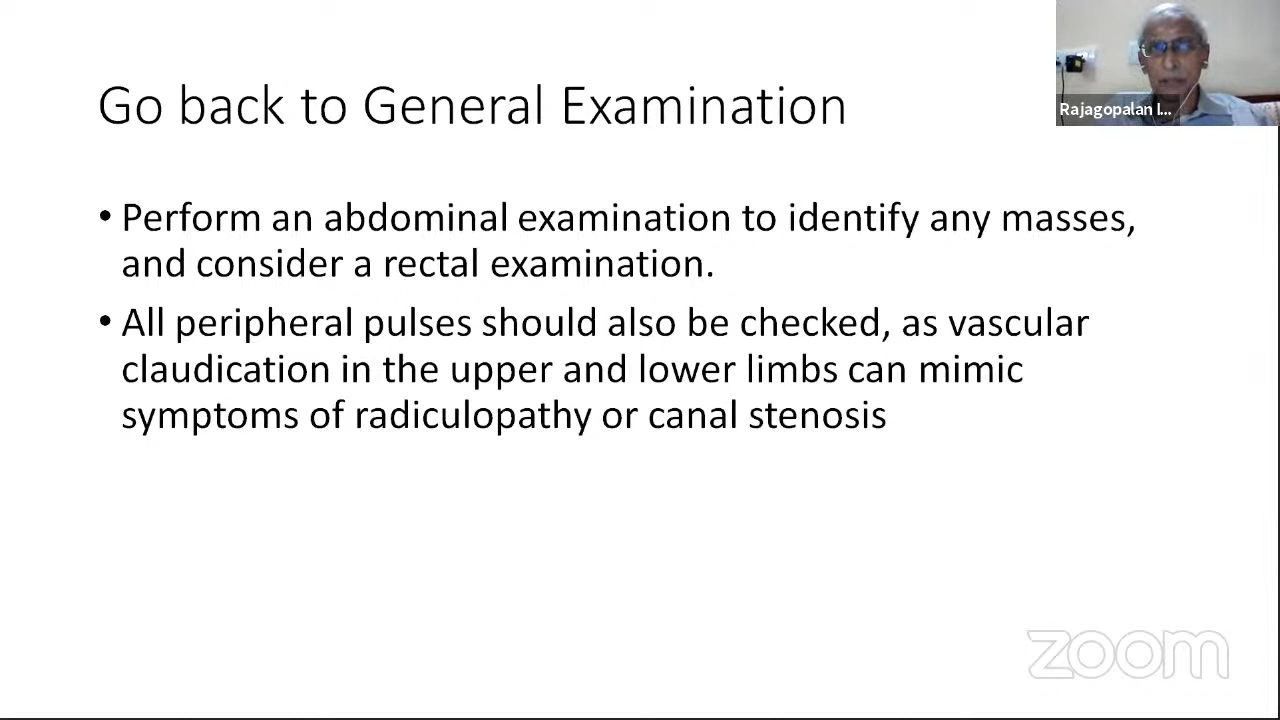 Go back to General Examination
Rajagopalan I...
• Perform an abdominal examination to identify any masses,
and consider a rectal examination.
• All peripheral pulses should also be checked, as vascular
claudication in the upper and lower limbs can mimic
symptoms of radiculopathy or canal stenosis
zoom